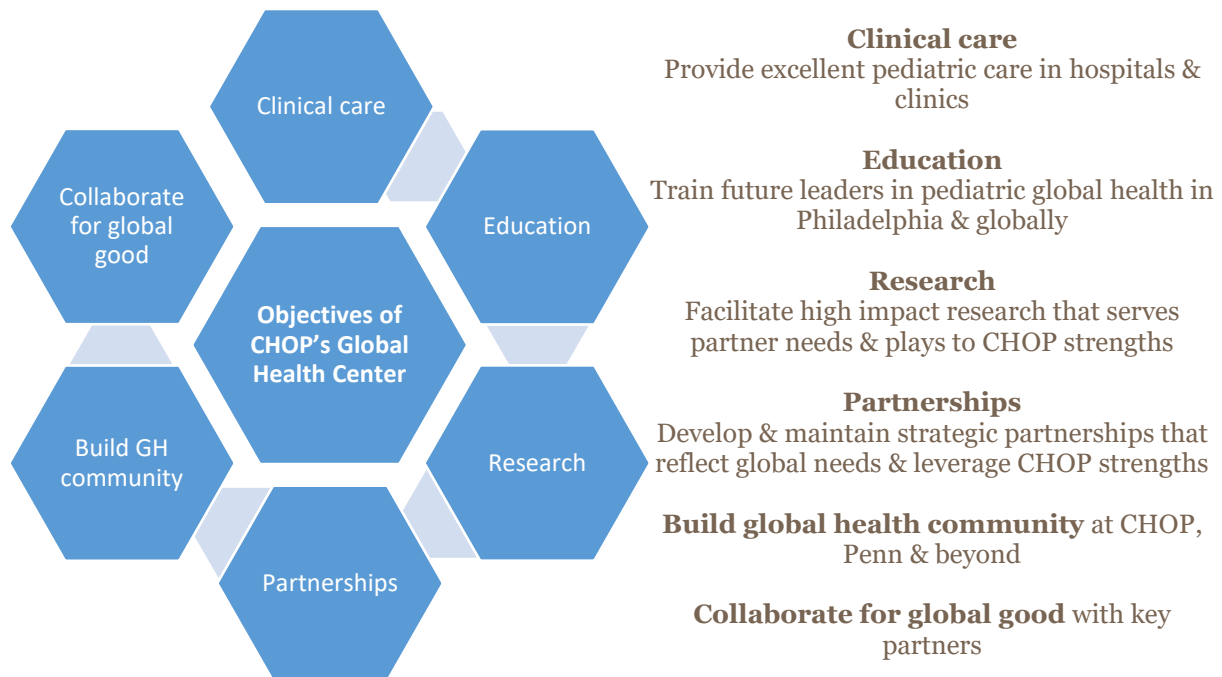 Clinical care
Education
Research
Partnerships
Build GH
community
Collaborate
for global
good
Objectives of
CHOP’s Global
Health Center
Clinical care
Provide excellent pediatric care in hospitals &
clinics
Education
Train future leaders in pediatric global health in
Philadelphia & globally
Research
Facilitate high impact research that serves
partner needs & plays to CHOP strengths
Partnerships
Develop & maintain strategic partnerships that
reflect global needs & leverage CHOP strengths
Build global health community at CHOP,
Penn & beyond
Collaborate for global good with key
partners